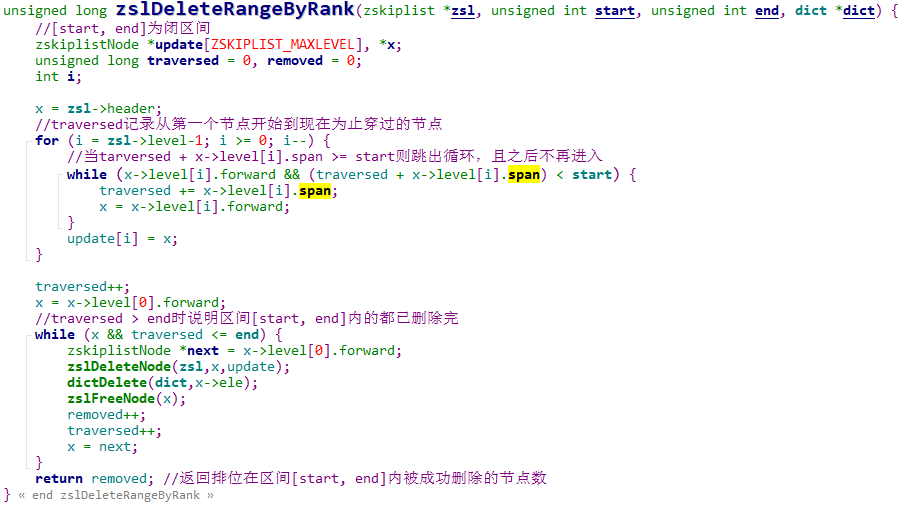 unsigned long zslDeleteRangeByRank(zskiplist *zsl, unsigned int start, unsigned int end, dict *dict) {
    //[start, end]为闭区间
    zskiplistNode *update[ZSKIPLIST_MAXLEVEL], *x;
    unsigned long traversed = 0, removed = 0;
    int i;

    x = zsl->header;
    //traversed记录从第一个节点开始到现在为止穿过的节点
    for (i = zsl->level-1; i >= 0; i--) {
        //当tarversed + x->level[i].span >= start则跳出循环，且之后不再进入
        while (x->level[i].forward && (traversed + x->level[i].span) < start) {
            traversed += x->level[i].span;
            x = x->level[i].forward;
        }
        update[i] = x;
    }

    traversed++;
    x = x->level[0].forward;
    //traversed > end时说明区间[start, end]内的都已删除完
    while (x && traversed <= end) {
        zskiplistNode *next = x->level[0].forward;
        zslDeleteNode(zsl,x,update);
        dictDelete(dict,x->ele);
        zslFreeNode(x);
        removed++;
        traversed++;
        x = next;
    }
    return removed; //返回排位在区间[start, end]内被成功删除的节点数
} « end zslDeleteRangeByRank »